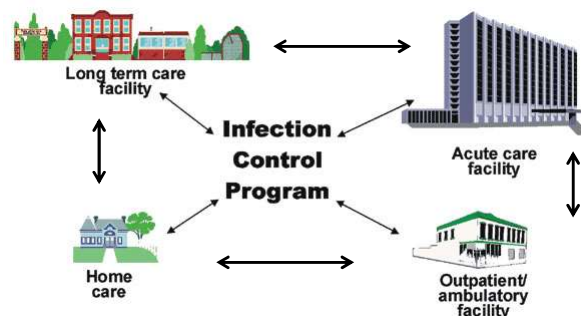 Long term care
facility
Infection
Control
Program
Acute care
facility
Home
care
Outpatient/
ambulatory
facility